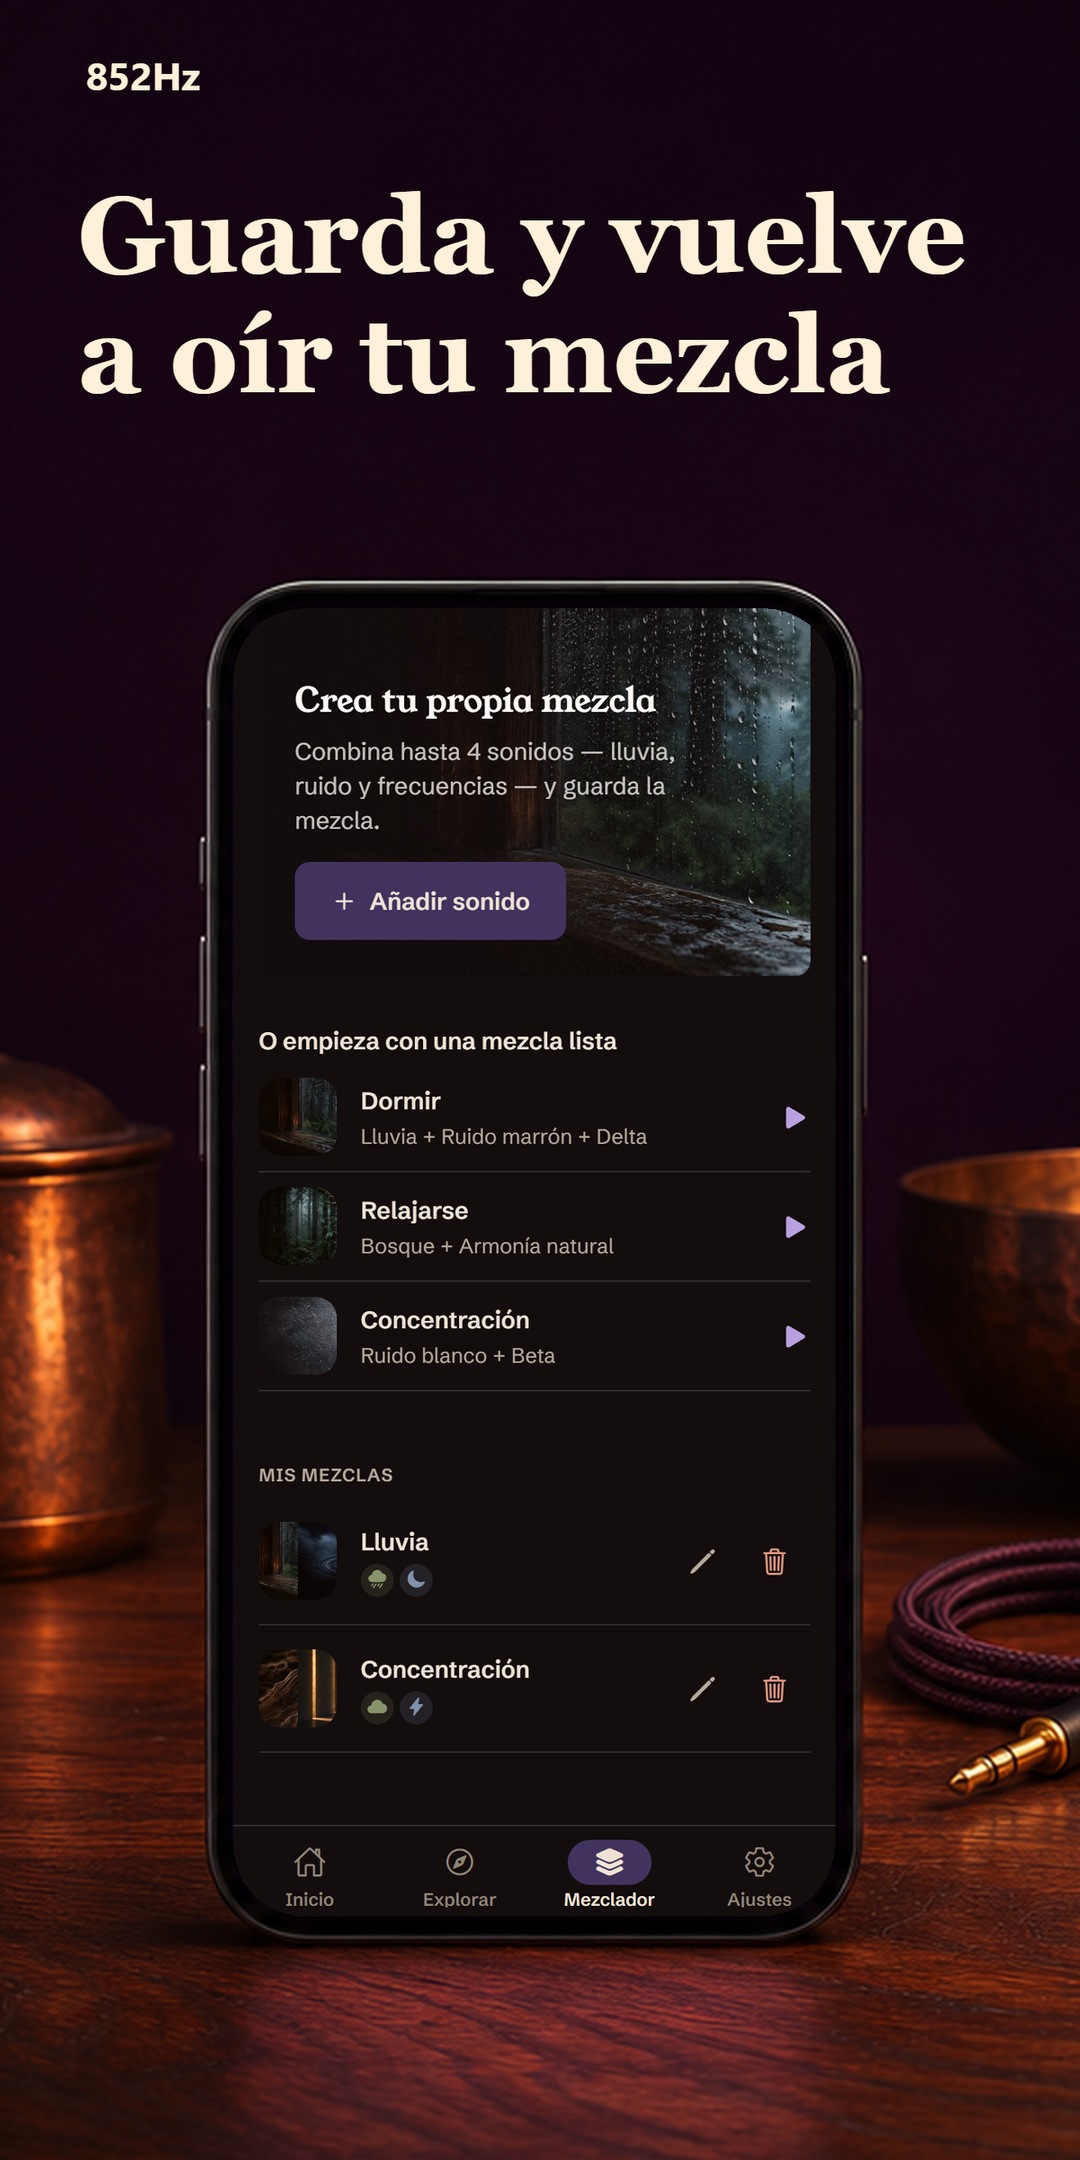 852Hz
Guarda y vuelve
a oír tu mezcla
Crea tu propia mezcla
Combina hasta 4 sonidos — lluvia,
ruido y frecuencias — y guarda la
mezcla.
+ Añadir sonido
O empieza con una mezcla lista
Dormir
Lluvia + Ruido marrón + Delta
Relajarse
Bosque + Armonía natural
Concentración
Ruido blanco + Beta
MIS MEZCLAS
Lluvia
Concentración
Inicio
Explorar
Mezclador
Ajustes